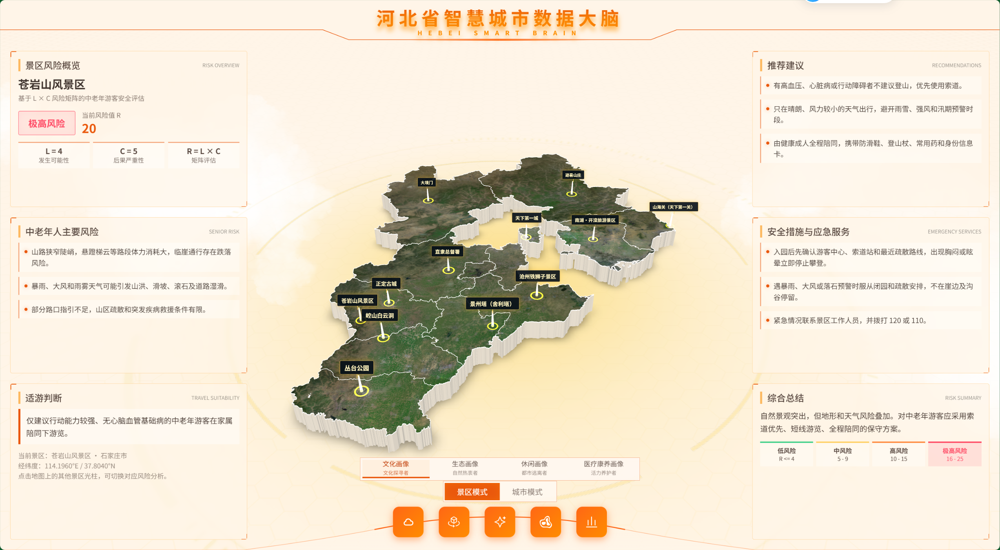 河北省智慧城市数据大脑
HEBEI SMART BRAIN
景区风险概览
RISK OVERVIEW
苍岩山风景区
基于 L × C 风险矩阵的中老年游客安全评估
极高风险
当前风险值 R
20
L = 4
发生可能性
C = 5
后果严重性
R = L × C
矩阵评估
中老年人主要风险
SENIOR RISK
山路狭窄陡峭，悬蹬梯云等路段体力消耗大，临崖通行存在跌落
风险。
暴雨、大风和雨雾天气可能引发山洪、滑坡、滚石及道路湿滑。
部分路口指引不足，山区疏散和突发疾病救援条件有限。
适游判断
TRAVEL SUITABILITY
仅建议行动能力较强、无心脑血管基础病的中老年游客在家属
陪同下游览。
当前景区：苍岩山风景区 · 石家庄市
经纬度：114.1960°E / 37.8040°N
点击地图上的其他景区光柱，可切换对应风险分析。
大境门
避暑山庄
山海关（天下第一关）
天下第一城
南湖·开滦旅游景区
直隶总督署
沧州铁狮子景区
正定古城
苍岩山风景区
景州塔（舍利塔）
崆山白云洞
丛台公园
文化画像
文化探寻者
生态画像
自然热衷者
休闲画像
都市逃离者
医疗康养画像
活力养护者
景区模式
城市模式
推荐建议
RECOMMENDATIONS
有高血压、心脏病或行动障碍者不建议登山，优先使用索道。
只在晴朗、风力较小的天气出行，避开雨雪、强风和汛期预警时
段。
由健康成人全程陪同，携带防滑鞋、登山杖、常用药和身份信息
卡。
安全措施与应急服务
EMERGENCY SERVICES
入园后先确认游客中心、索道站和最近疏散路线，出现胸闷或眩
晕立即停止攀登。
遇暴雨、大风或落石预警时服从闭园和疏散安排，不在崖边及沟
谷停留。
紧急情况联系景区工作人员，并拨打 120 或 110。
综合总结
RISK SUMMARY
自然景观突出，但地形和天气风险叠加。对中老年游客应采用索
道优先、短线游览、全程陪同的保守方案。
低风险
R <= 4
中风险
5 - 9
高风险
10 - 15
极高风险
16 - 25